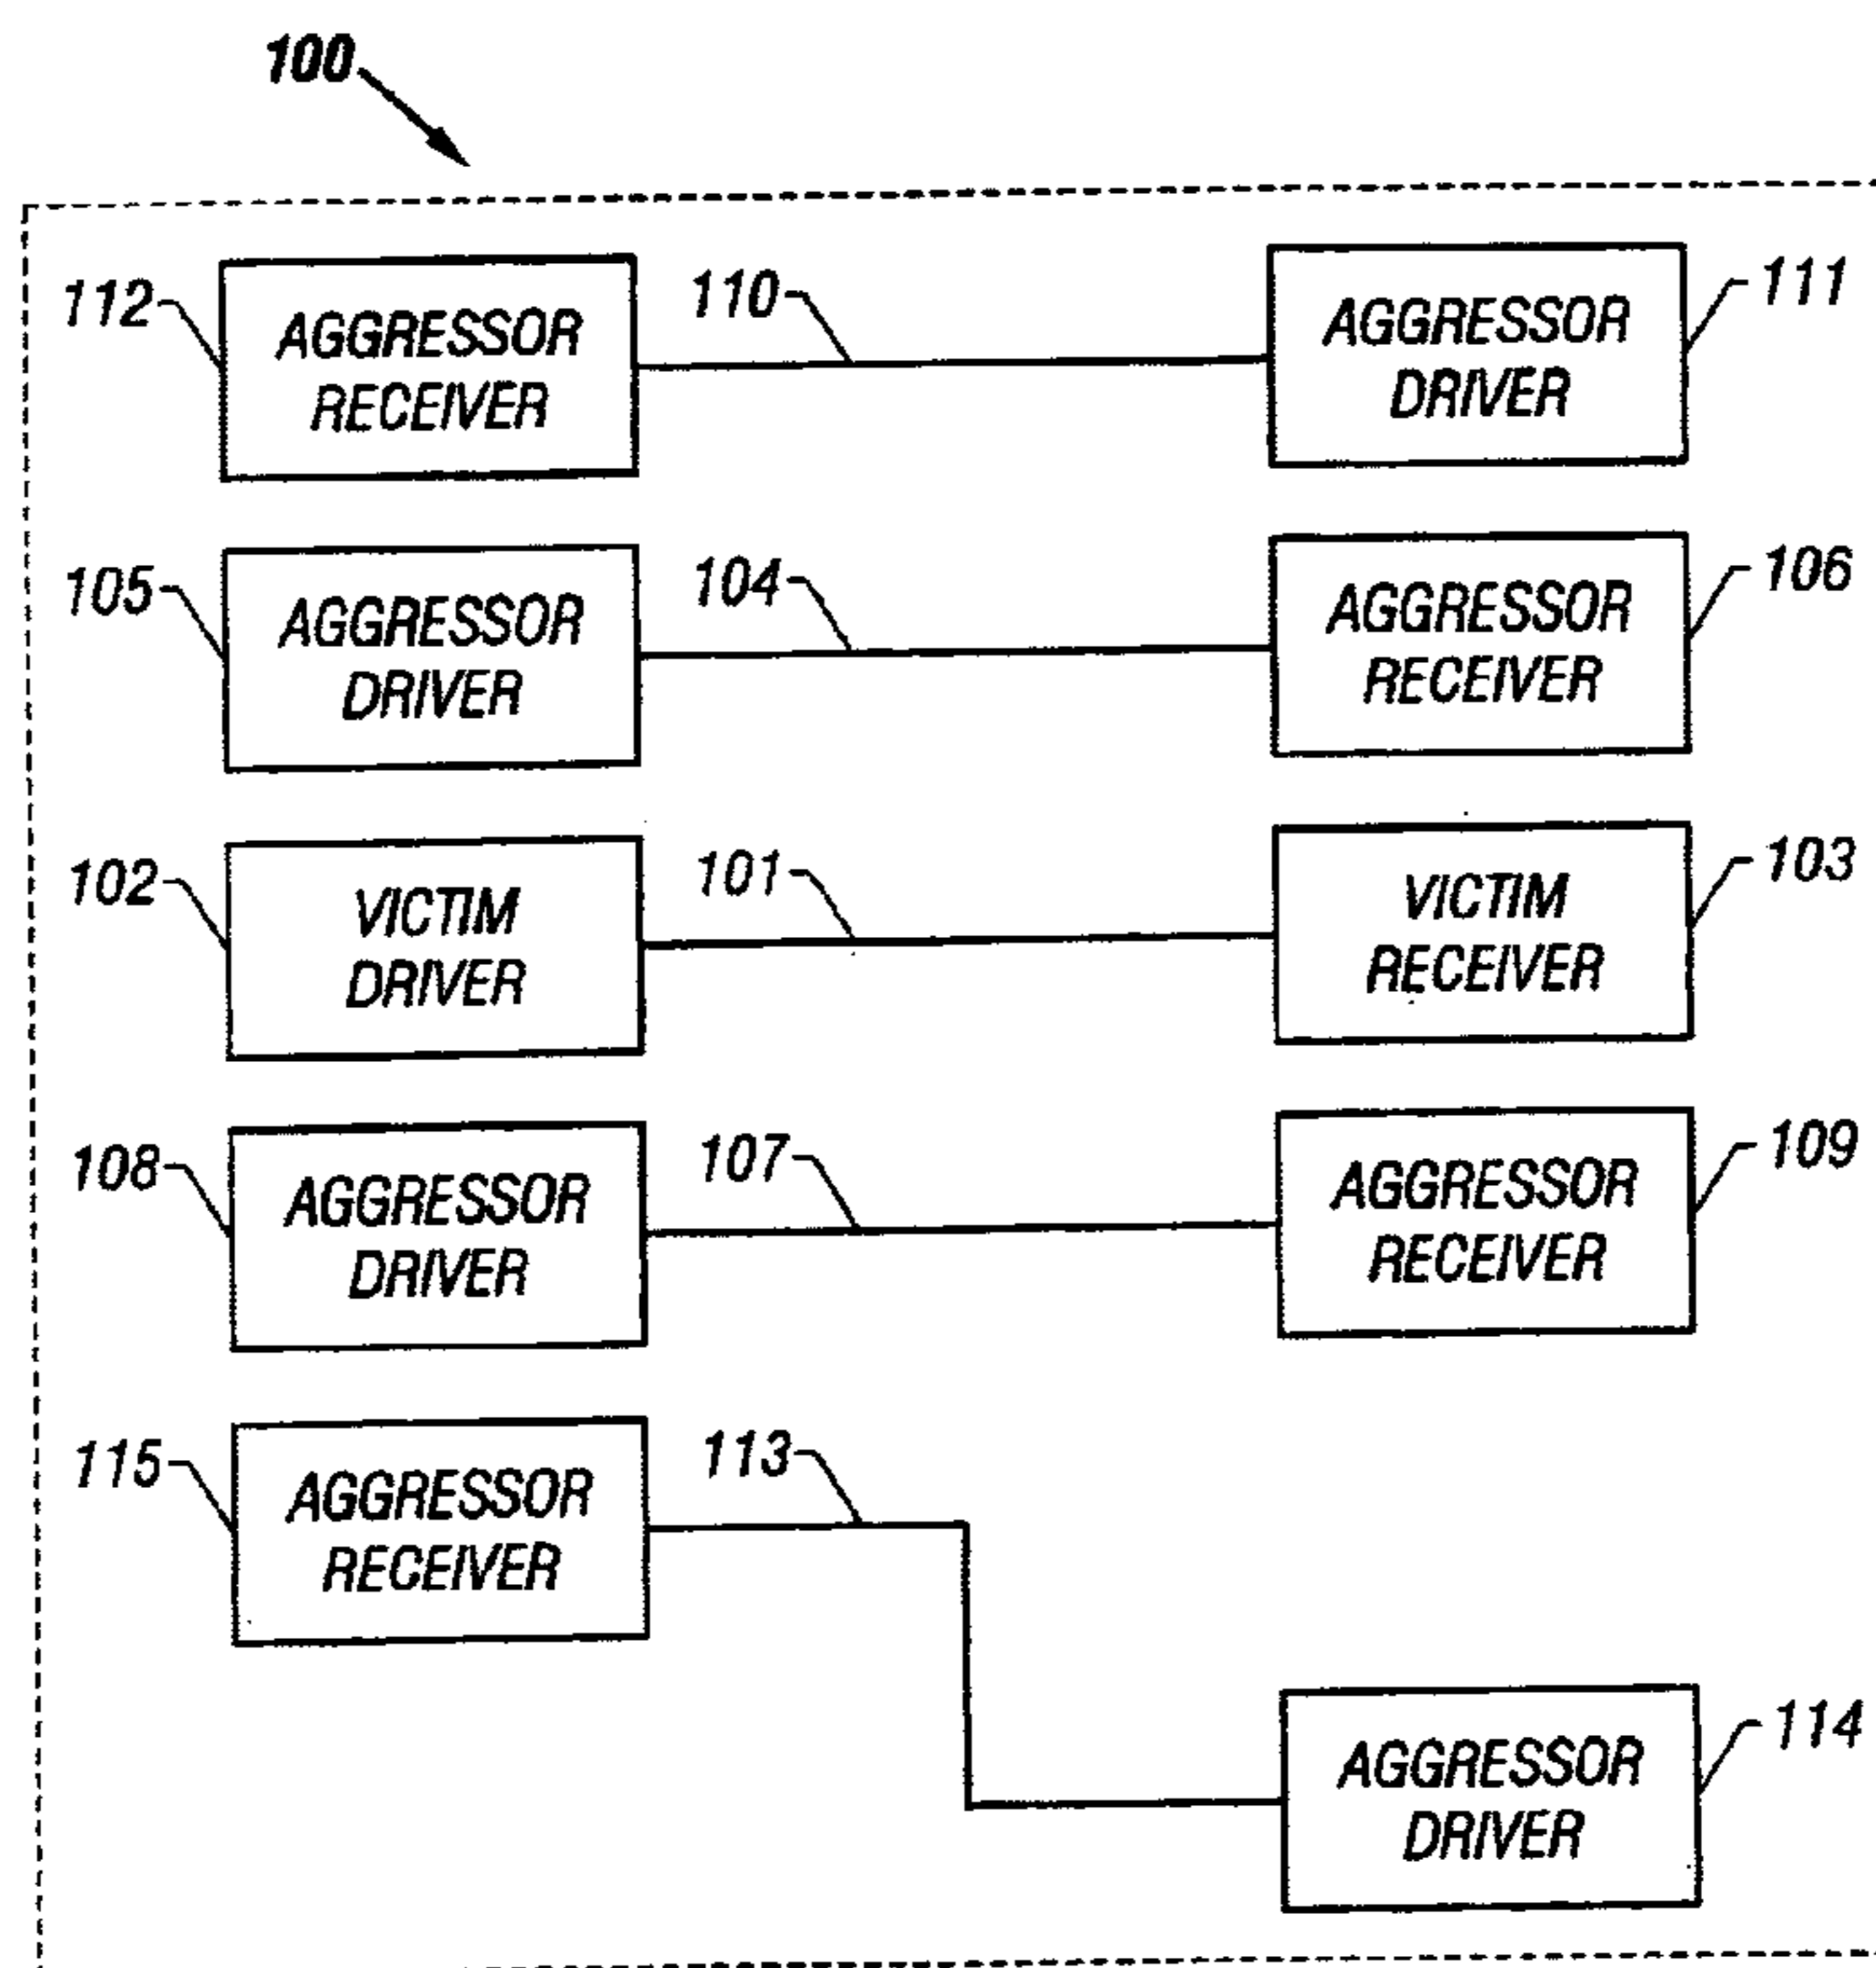 100
112
AGGRESSOR
RECEIVER
110
AGGRESSOR
DRIVER
111
105
AGGRESSOR
DRIVER
104
AGGRESSOR
RECEIVER
106
102
VICTIM
DRIVER
101
VICTIM
RECEIVER
103
108
AGGRESSOR
DRIVER
107
AGGRESSOR
RECEIVER
109
115
AGGRESSOR
RECEIVER
113
AGGRESSOR
DRIVER
114